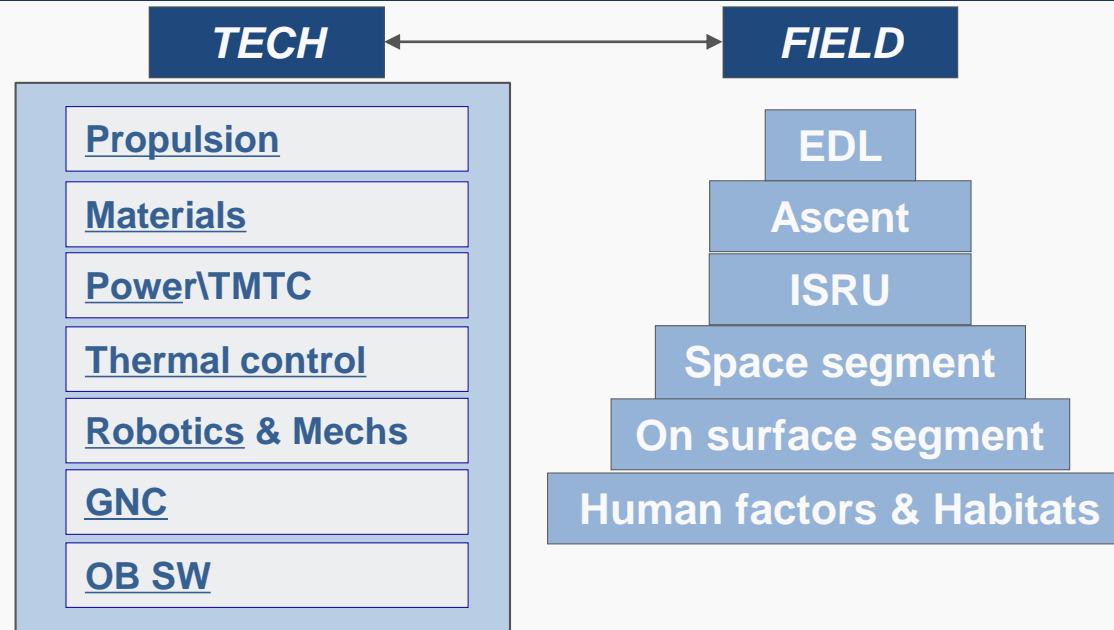 TECH
FIELD
Propulsion
Materials
Power\TMTC
Thermal control
Robotics & Mechs
GNC
OB SW
EDL
Ascent
ISRU
Space segment
On surface segment
Human factors & Habitats